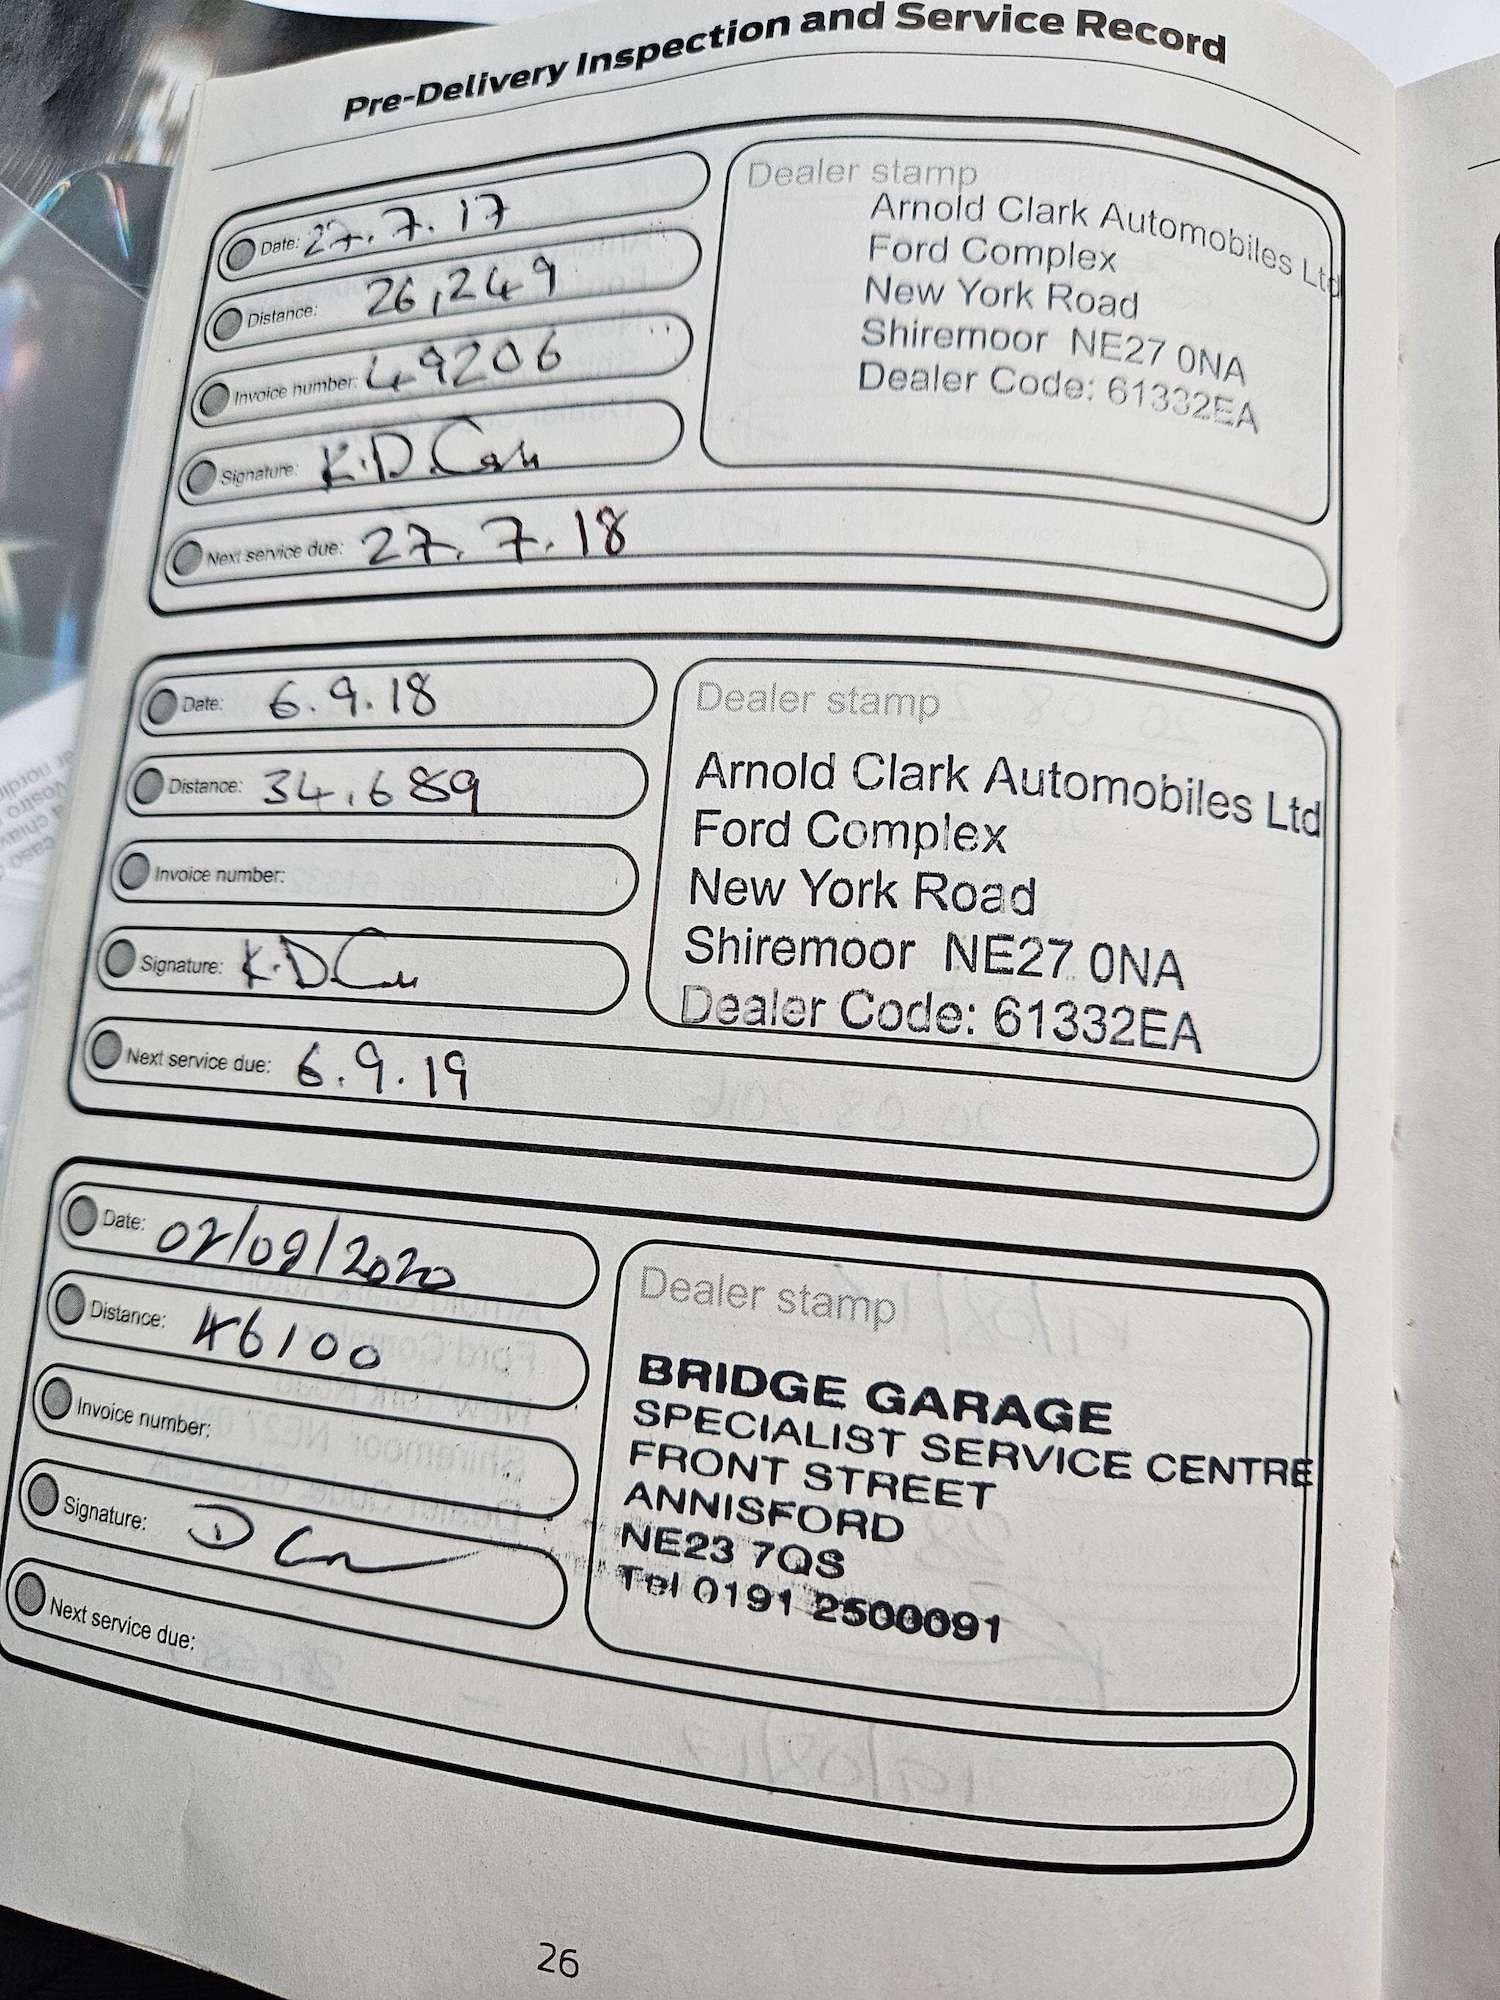 Pre-Delivery Inspection and Service Record
Date: 27.7.17
Distance: 26,249
Invoice number: 49206
Signature: K.D.
Next service due: 27.7.18
Dealer stamp
Arnold Clark Automobiles Ltd
Ford Complex
New York Road
Shiremoor NE27 0NA
Dealer Code: 61332EA
Date: 6.9.18
Distance: 34,689
Invoice number:
Signature: K.D.
Next service due: 6.9.19
Dealer stamp
Arnold Clark Automobiles Ltd
Ford Complex
New York Road
Shiremoor NE27 0NA
Dealer Code: 61332EA
Date: 02/09/2020
Distance: 46100
Invoice number:
Signature: D
Next service due:
Dealer stamp
BRIDGE GARAGE
SPECIALIST SERVICE CENTRE
FRONT STREET
ANNISFORD
NE23 7QS
Tel 0191 2500091
26